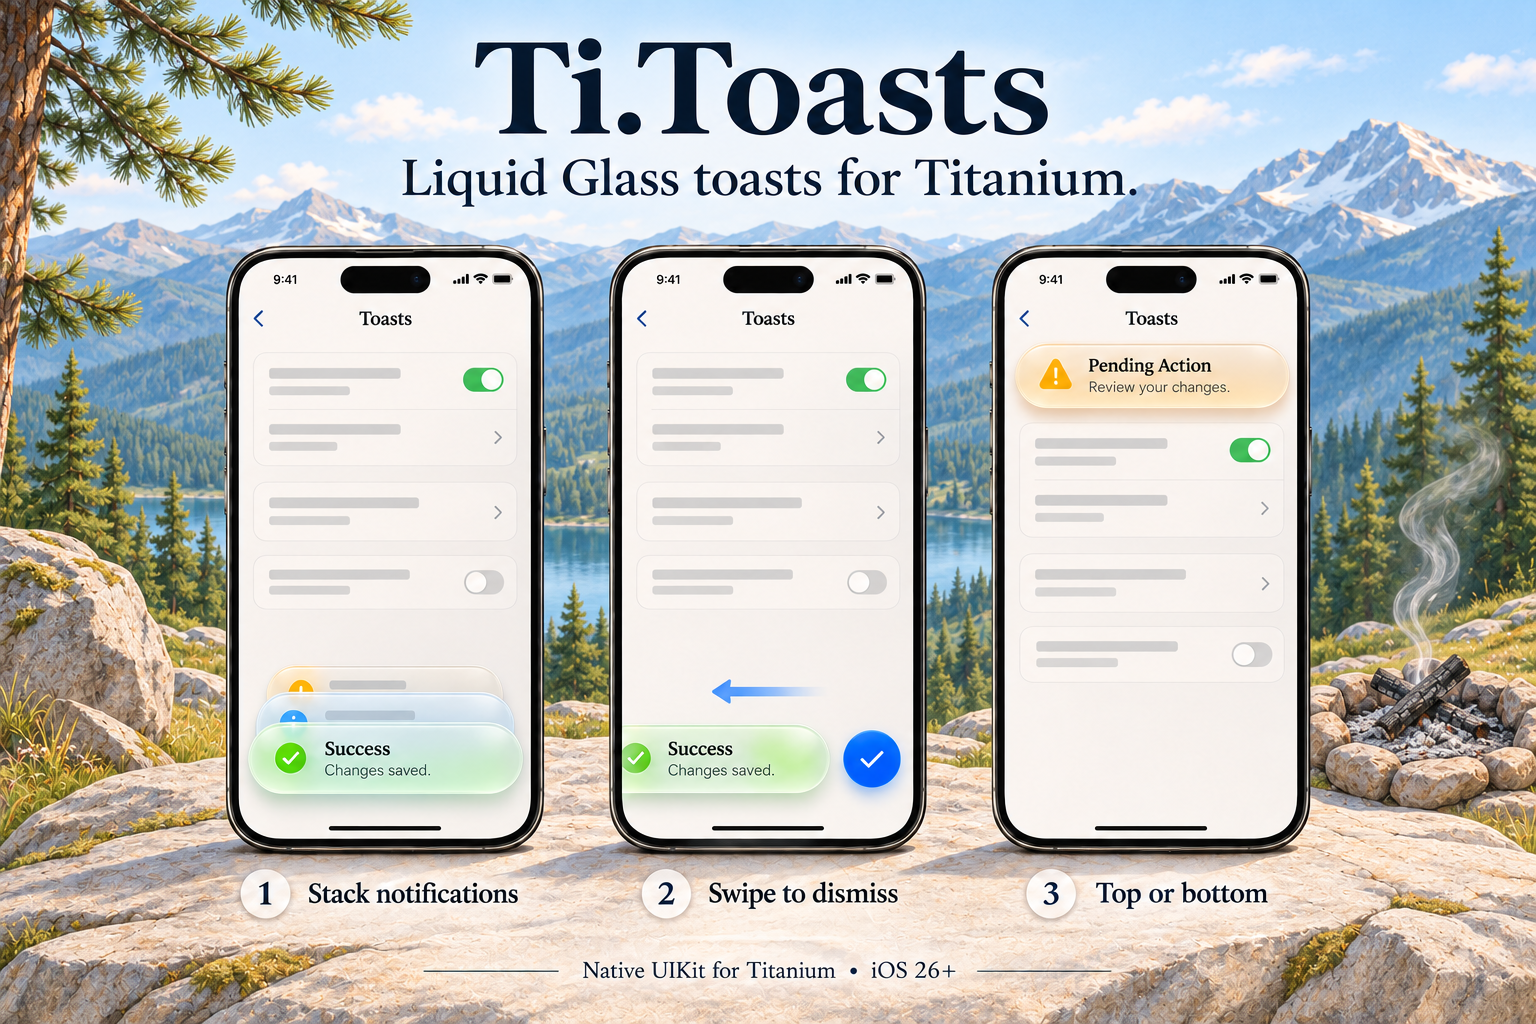 Ti.Toasts
Liquid Glass toasts for Titanium.
9:41
Toasts
Success
Changes saved.
9:41
Toasts
Success
Changes saved.
9:41
Toasts
Pending Action
Review your changes.
1 Stack notifications
2 Swipe to dismiss
3 Top or bottom
Native UIKit for Titanium • iOS 26+